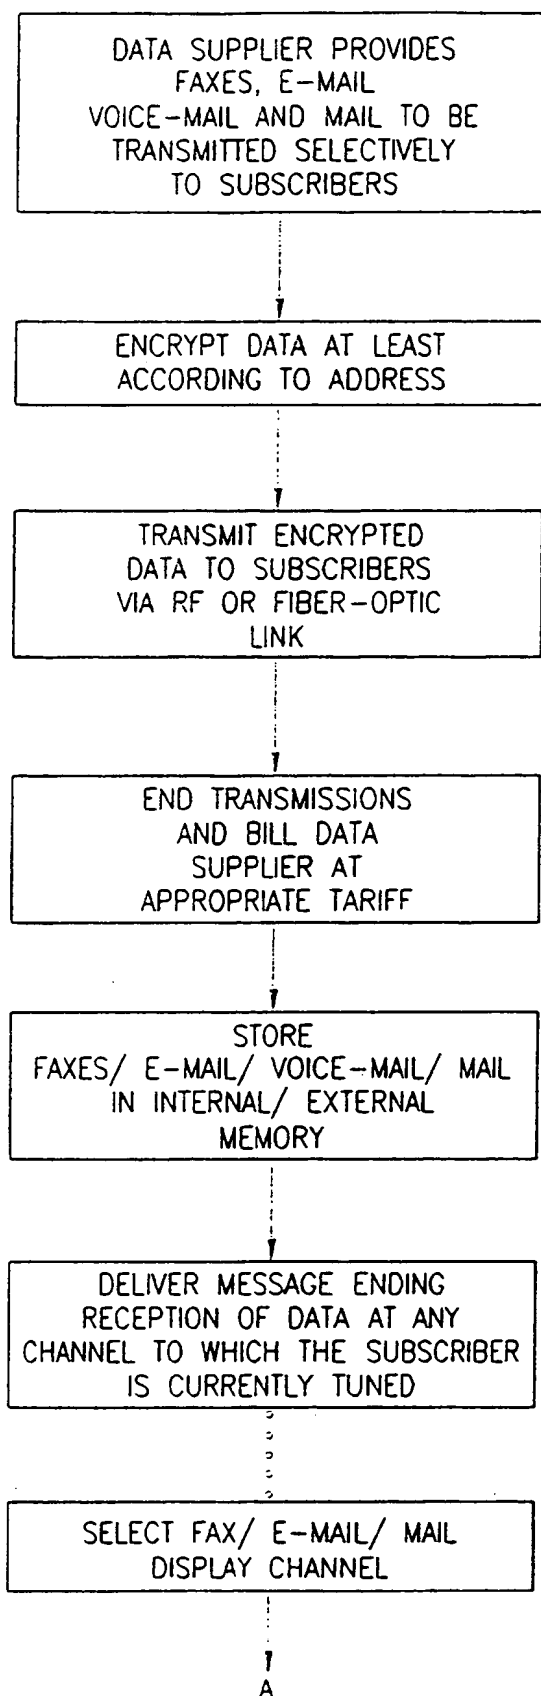 DATA SUPPLIER PROVIDES
FAXES, E-MAIL
VOICE-MAIL AND MAIL TO BE
TRANSMITTED SELECTIVELY
TO SUBSCRIBERS
ENCRYPT DATA AT LEAST
ACCORDING TO ADDRESS
TRANSMIT ENCRYPTED
DATA TO SUBSCRIBERS
VIA RF OR FIBER-OPTIC
LINK
END TRANSMISSIONS
AND BILL DATA
SUPPLIER AT
APPROPRIATE TARIFF
STORE
FAXES/ E-MAIL/ VOICE-MAIL/ MAIL
IN INTERNAL/ EXTERNAL
MEMORY
DELIVER MESSAGE ENDING
RECEPTION OF DATA AT ANY
CHANNEL TO WHICH THE SUBSCRIBER
IS CURRENTLY TUNED
SELECT FAX/ E-MAIL/ MAIL
DISPLAY CHANNEL
A